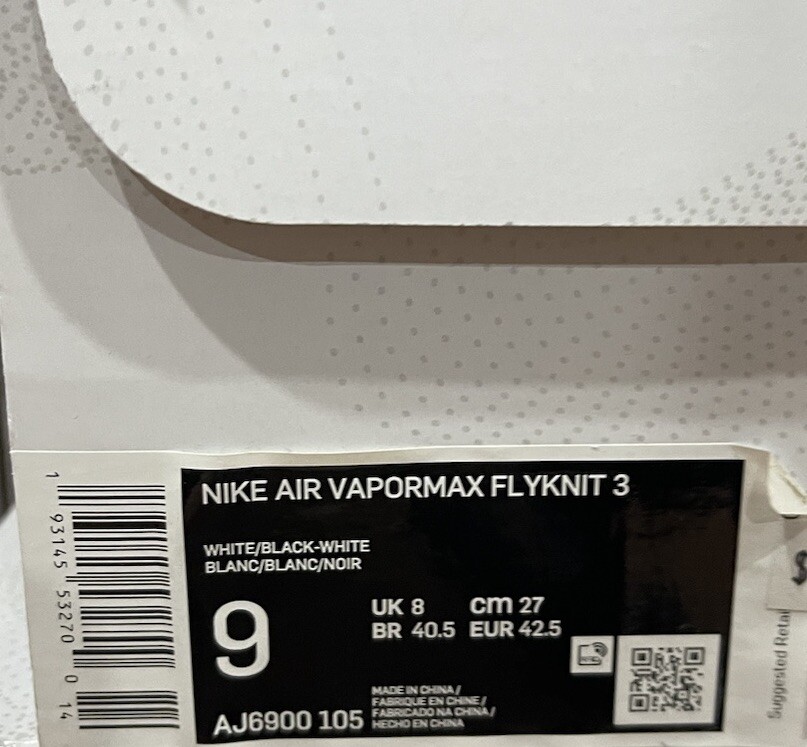 NIKE AIR VAPORMAX FLYKNIT 3
WHITE/BLACK-WHITE
BLANC/BLANC/NOIR
9
UK 8 cm 27
BR 40.5 EUR 42.5
AJ6900 105
MADE IN CHINA /
FABRIQUE EN CHINE /
FABRICADO NA CHINA /
HECHO EN CHINA
1 93145 53270 0 14
Suggested Retai
$